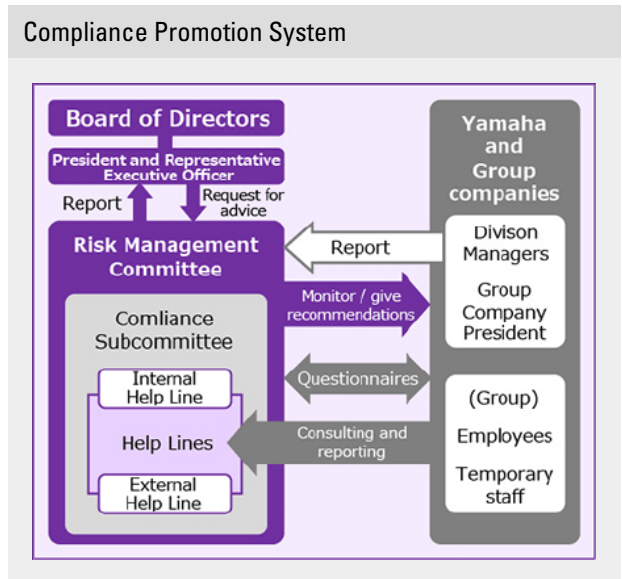 Compliance Promotion System
Board of Directors
President and Representative
Executive Officer
Report
Request for
advice
Risk Management
Committee
Comliance
Subcommittee
Internal
Help Line
Help Lines
External
Help Line
Report
Monitor / give
recommendations
Questionnaires
Consulting and
reporting
Yamaha
and
Group
companies
Divison
Managers
Group
Company
President
(Group)
Employees
Temporary
staff